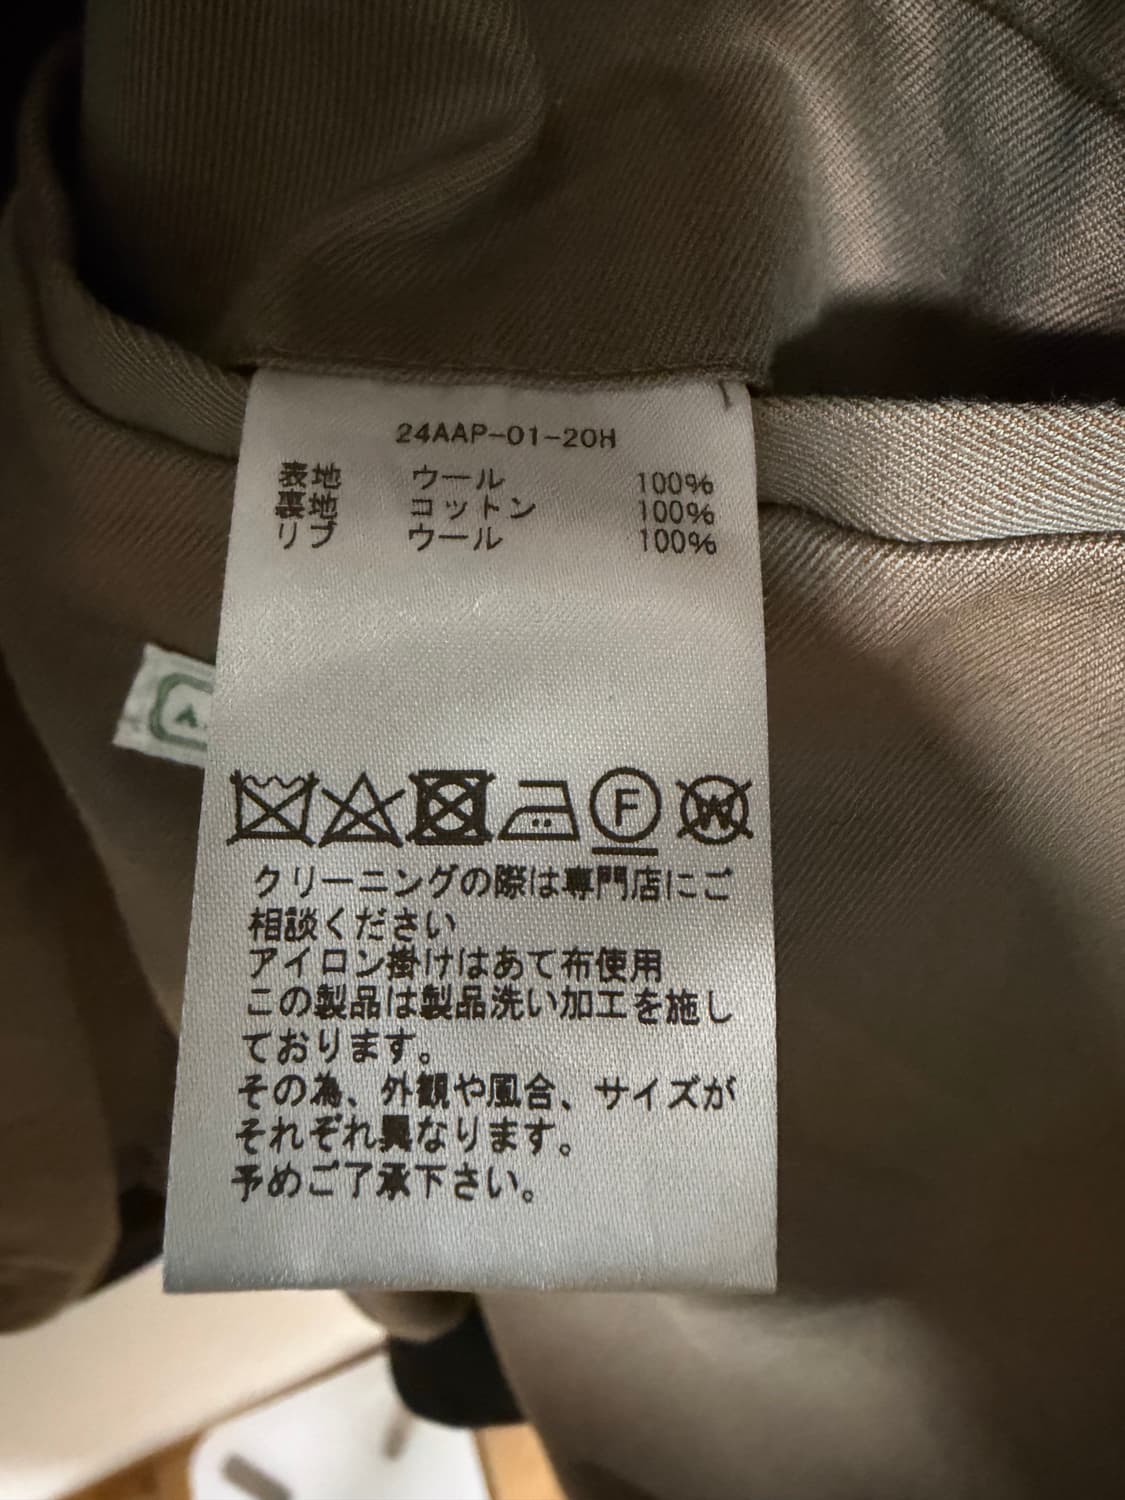 24AAP-01-20H
表地 ウール 100%
裏地 コットン 100%
リブ ウール 100%
F
W
クリーニングの際は専門店にご
相談ください
アイロン掛けはあて布使用
この製品は製品洗い加工を施し
ております。
その為、外観や風合、サイズが
それぞれ異なります。
予めご了承下さい。